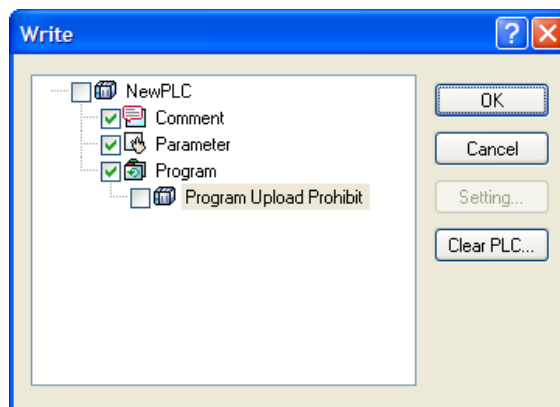 Write
NewPLC
Comment
Parameter
Program
Program Upload Prohibit
OK
Cancel
Setting...
Clear PLC...